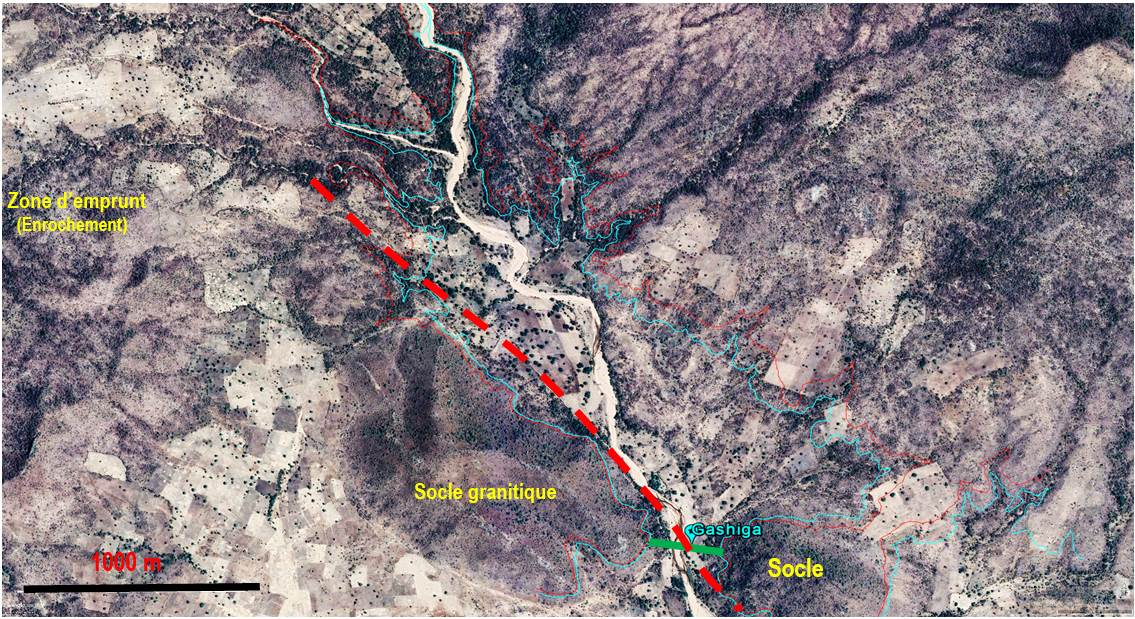 Zone d'emprunt
(Enrochement)
Socle granitique
Gashiga
1000 m
Socle